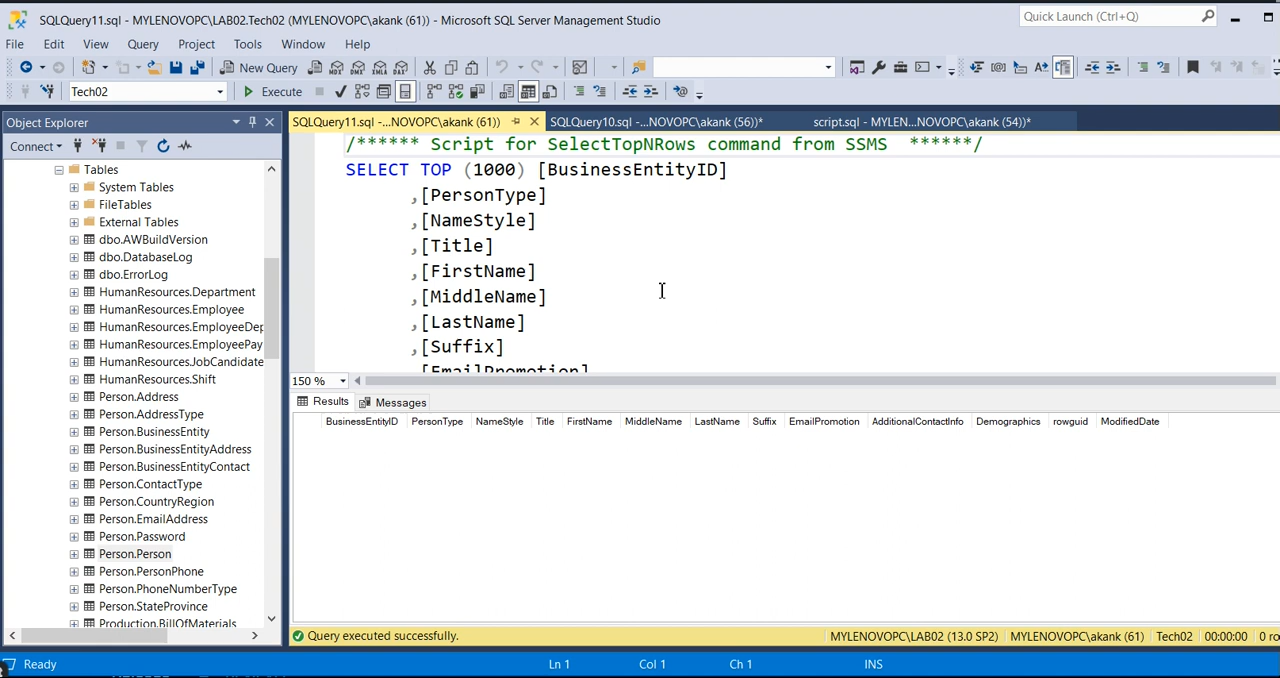 SQLQuery11.sql - MYLENOVOPC\LAB02.Tech02 (MYLENOVOPC\akank (61)) - Microsoft SQL Server Management Studio
Quick Launch (Ctrl+Q)
File Edit View Query Project Tools Window Help
New Query MDX DMX XMLA DAX
Tech02 Execute
Object Explorer
SQLQuery11.sql -...NOVOPC\akank (61)) SQLQuery10.sql -...NOVOPC\akank (56))* script.sql - MYLEN...NOVOPC\akank (54))*
Connect
Tables
System Tables
FileTables
External Tables
dbo.AWBuildVersion
dbo.DatabaseLog
dbo.ErrorLog
HumanResources.Department
HumanResources.Employee
HumanResources.EmployeeDep
HumanResources.EmployeePay
HumanResources.JobCandidate
HumanResources.Shift
Person.Address
Person.AddressType
Person.BusinessEntity
Person.BusinessEntityAddress
Person.BusinessEntityContact
Person.ContactType
Person.CountryRegion
Person.EmailAddress
Person.Password
Person.Person
Person.PersonPhone
Person.PhoneNumberType
Person.StateProvince
Production.BillOfMaterials
/****** Script for SelectTopNRows command from SSMS ******/
SELECT TOP (1000) [BusinessEntityID]
,[PersonType]
,[NameStyle]
,[Title]
,[FirstName]
,[MiddleName]
,[LastName]
,[Suffix]
,[EmailPromotion]
150 %
Results Messages
BusinessEntityID PersonType NameStyle Title FirstName MiddleName LastName Suffix EmailPromotion AdditionalContactInfo Demographics rowguid ModifiedDate
Query executed successfully. MYLENOVOPC\LAB02 (13.0 SP2) MYLENOVOPC\akank (61) Tech02 00:00:00 0 ro
Ready Ln 1 Col 1 Ch 1 INS